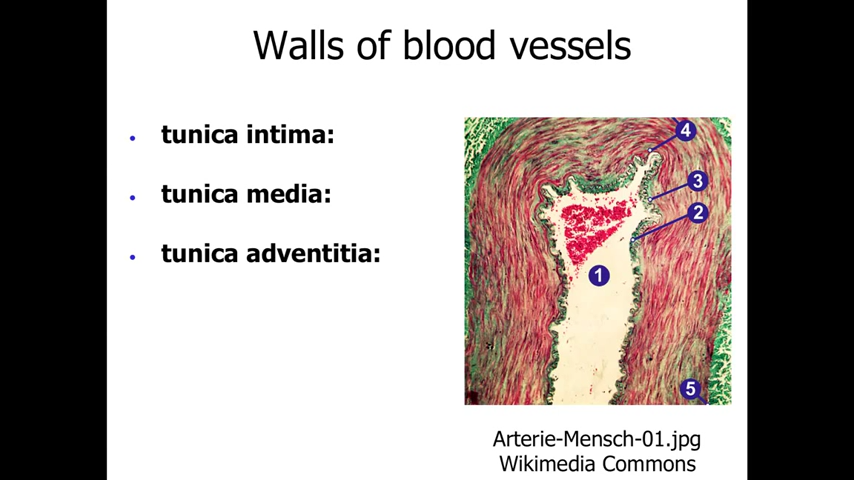 Walls of blood vessels
• tunica intima:
• tunica media:
• tunica adventitia:
4
3
2
1
5
Arterie-Mensch-01.jpg
Wikimedia Commons